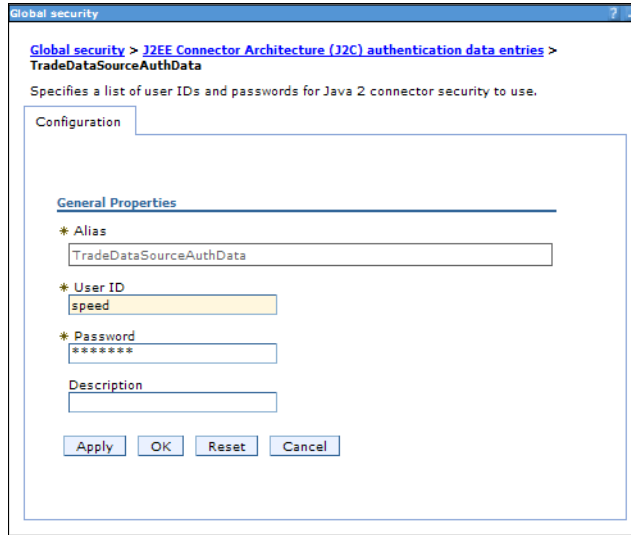 Global security ?
Global security > J2EE Connector Architecture (J2C) authentication data entries >
TradeDataSourceAuthData
Specifies a list of user IDs and passwords for Java 2 connector security to use.
Configuration
General Properties
* Alias
TradeDataSourceAuthData
* User ID
speed
* Password
*******
Description
Apply OK Reset Cancel